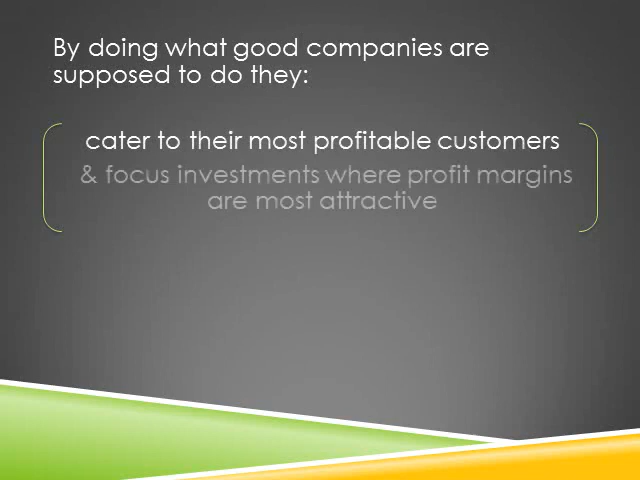 By doing what good companies are
supposed to do they:
cater to their most profitable customers
& focus investments where profit margins
are most attractive